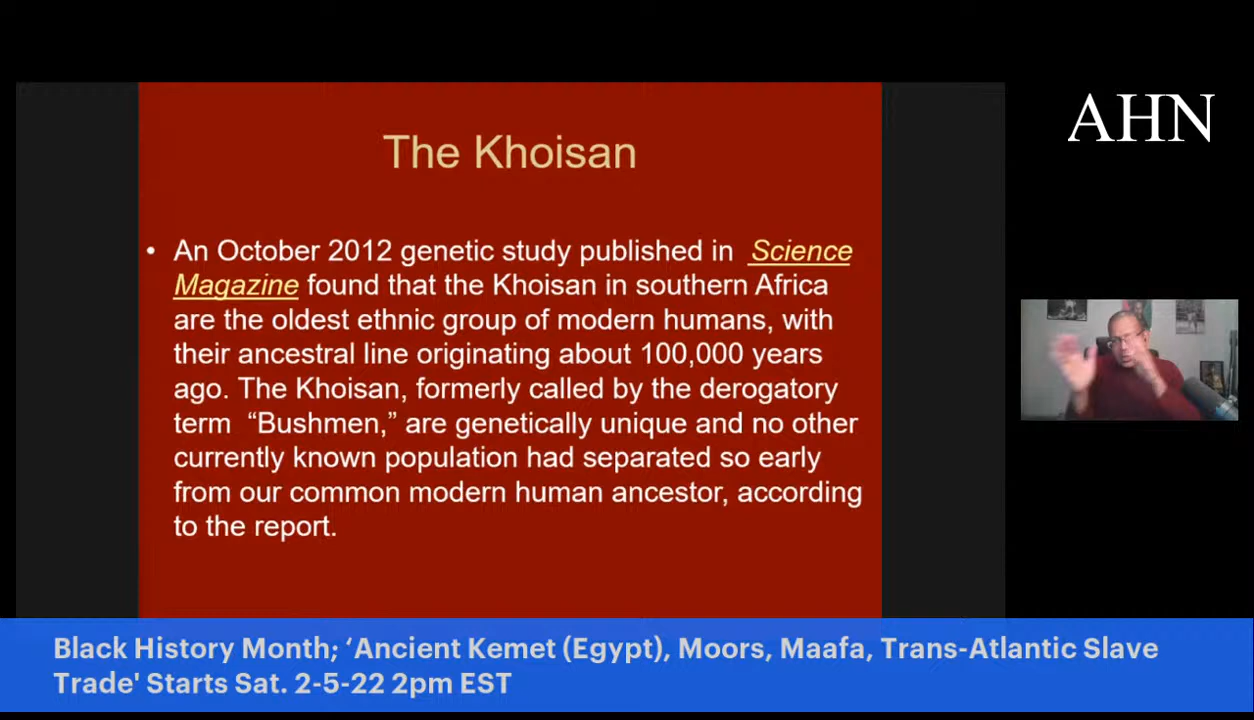 AHN
The Khoisan
• An October 2012 genetic study published in Science
Magazine found that the Khoisan in southern Africa
are the oldest ethnic group of modern humans, with
their ancestral line originating about 100,000 years
ago. The Khoisan, formerly called by the derogatory
term “Bushmen,” are genetically unique and no other
currently known population had separated so early
from our common modern human ancestor, according
to the report.
Black History Month; ‘Ancient Kemet (Egypt), Moors, Maafa, Trans-Atlantic Slave
Trade' Starts Sat. 2-5-22 2pm EST